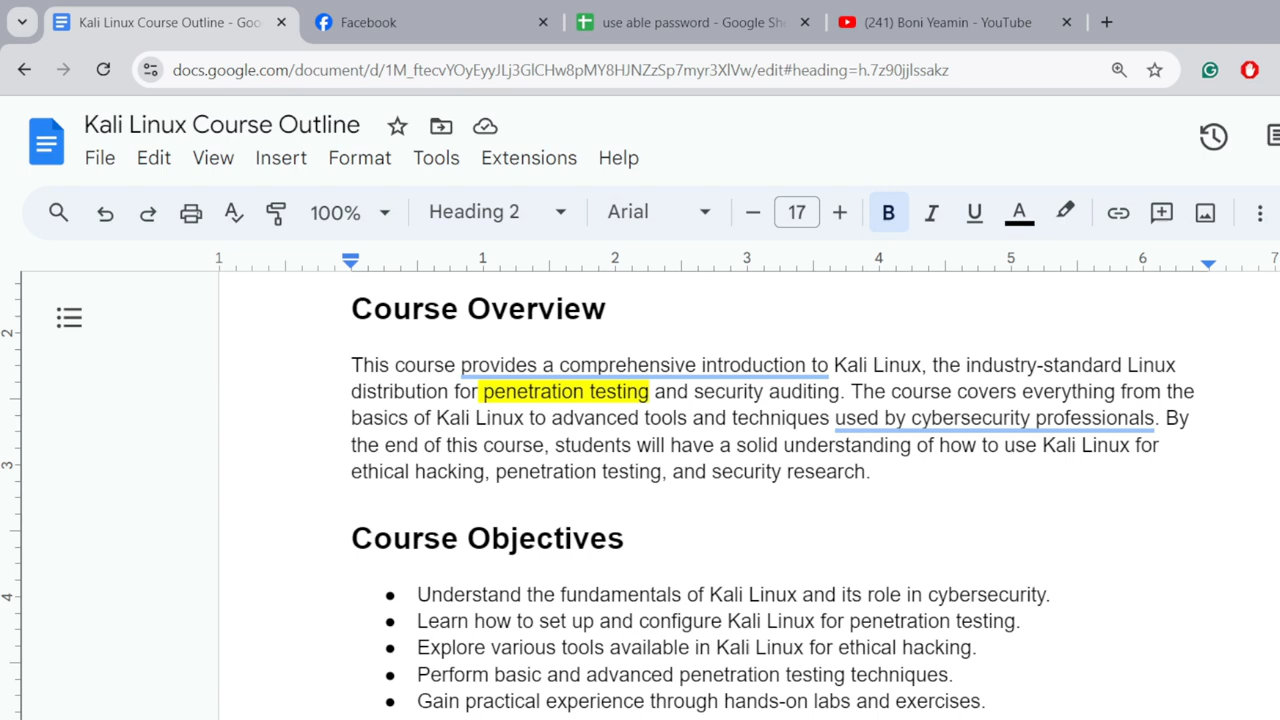 Kali Linux Course Outline - Goo
Facebook
use able password - Google She
(241) Boni Yeamin - YouTube
docs.google.com/document/d/1M_ftecvYOyEyyJLj3GlCHw8pMY8HJNZzSp7myr3XlVw/edit#heading=h.7z90jjlssakz
Kali Linux Course Outline
File Edit View Insert Format Tools Extensions Help
100% Heading 2 Arial 17 B I U A
1 1 2 3 4 5 6 7
2
3
4
Course Overview
This course provides a comprehensive introduction to Kali Linux, the industry-standard Linux
distribution for penetration testing and security auditing. The course covers everything from the
basics of Kali Linux to advanced tools and techniques used by cybersecurity professionals. By
the end of this course, students will have a solid understanding of how to use Kali Linux for
ethical hacking, penetration testing, and security research.
Course Objectives
● Understand the fundamentals of Kali Linux and its role in cybersecurity.
● Learn how to set up and configure Kali Linux for penetration testing.
● Explore various tools available in Kali Linux for ethical hacking.
● Perform basic and advanced penetration testing techniques.
● Gain practical experience through hands-on labs and exercises.